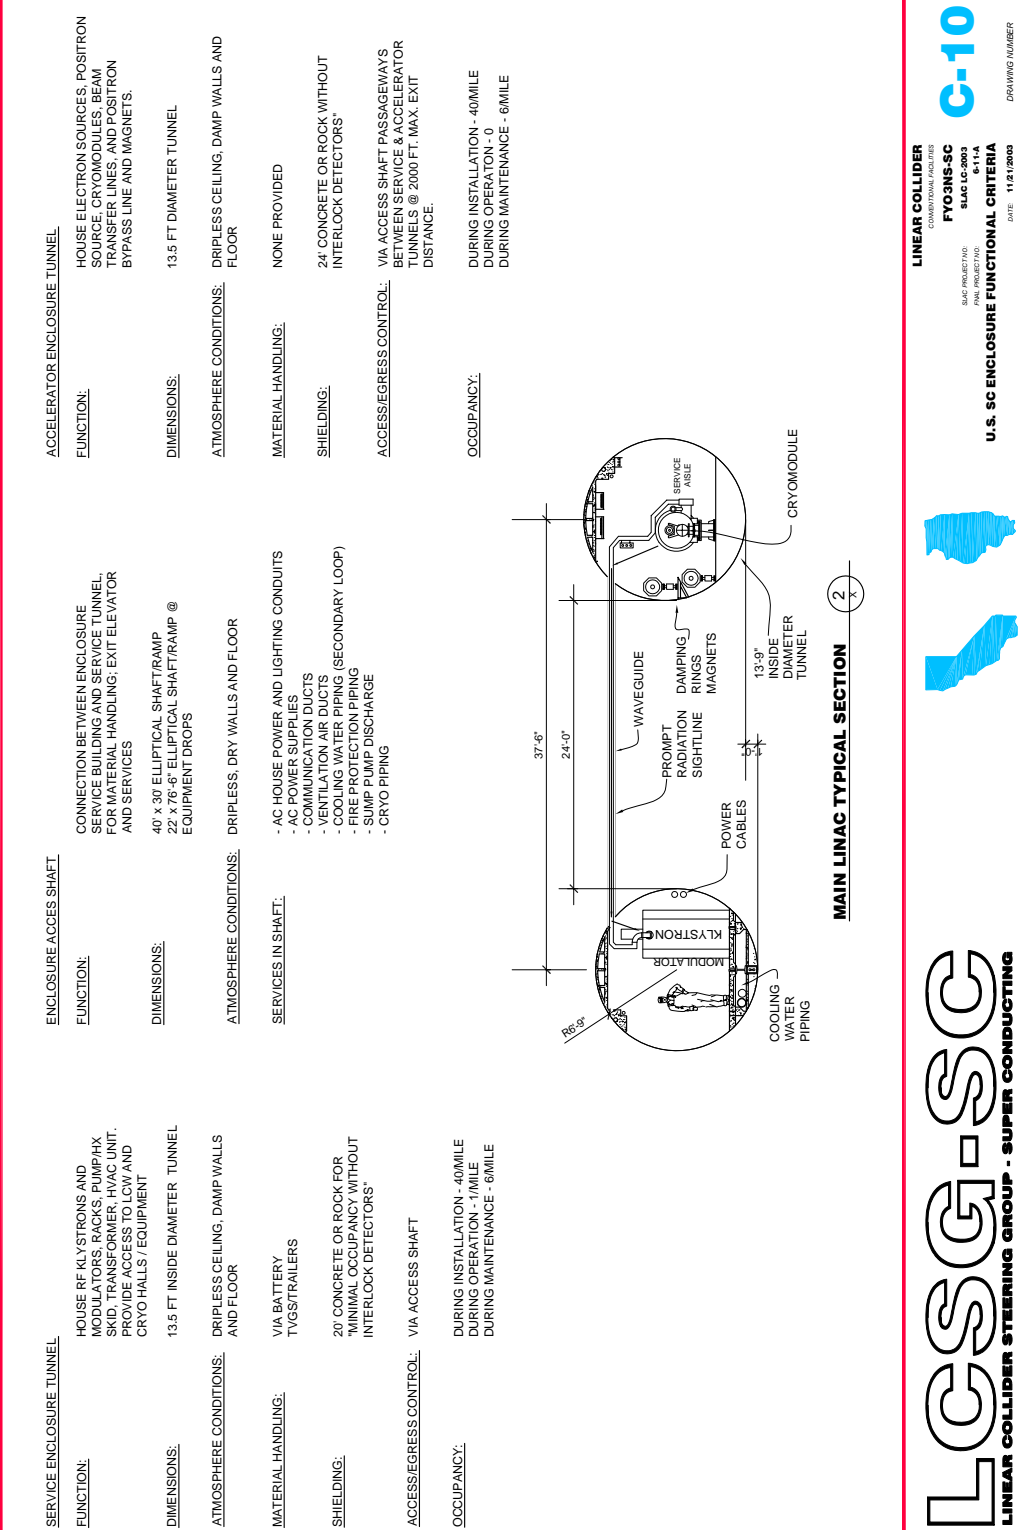 SERVICE ENCLOSURE TUNNEL
FUNCTION:
HOUSE RF KLYSTRONS AND
MODULATORS, RACKS, PUMP/HX
SKID, TRANSFORMER, HVAC UNIT.
PROVIDE ACCESS TO LCW AND
CRYO HALLS / EQUIPMENT
DIMENSIONS:
13.5 FT INSIDE DIAMETER TUNNEL
ATMOSPHERE CONDITIONS:
DRIPLESS CEILING, DAMP WALLS
AND FLOOR
MATERIAL HANDLING:
VIA BATTERY
TVGS/TRAILERS
SHIELDING:
20' CONCRETE OR ROCK FOR
"MINIMAL OCCUPANCY WITHOUT
INTERLOCK DETECTORS"
ACCESS/EGRESS CONTROL:
VIA ACCESS SHAFT
OCCUPANCY:
DURING INSTALLATION - 40/MILE
DURING OPERATION - 1/MILE
DURING MAINTENANCE - 6/MILE
ENCLOSURE ACCES SHAFT
FUNCTION:
CONNECTION BETWEEN ENCLOSURE
SERVICE BUILDING AND SERVICE TUNNEL,
FOR MATERIAL HANDLING; EXIT ELEVATOR
AND SERVICES
DIMENSIONS:
40' x 30' ELLIPTICAL SHAFT/RAMP
22' x 76'-6" ELLIPTICAL SHAFT/RAMP @
EQUIPMENT DROPS
ATMOSPHERE CONDITIONS:
DRIPLESS, DRY WALLS AND FLOOR
SERVICES IN SHAFT:
- AC HOUSE POWER AND LIGHTING CONDUITS
- AC POWER SUPPLIES
- COMMUNICATION DUCTS
- VENTILATION AIR DUCTS
- COOLING WATER PIPING (SECONDARY LOOP)
- FIRE PROTECTION PIPING
- SUMP PUMP DISCHARGE
- CRYO PIPING
ACCELERATOR ENCLOSURE TUNNEL
FUNCTION:
HOUSE ELECTRON SOURCES, POSITRON
SOURCE, CRYOMODULES, BEAM
TRANSFER LINES, AND POSITRON
BYPASS LINE AND MAGNETS.
DIMENSIONS:
13.5 FT DIAMETER TUNNEL
ATMOSPHERE CONDITIONS:
DRIPLESS CEILING, DAMP WALLS AND
FLOOR
MATERIAL HANDLING:
NONE PROVIDED
SHIELDING:
24' CONCRETE OR ROCK WITHOUT
INTERLOCK DETECTORS"
ACCESS/EGRESS CONTROL:
VIA ACCESS SHAFT PASSAGEWAYS
BETWEEN SERVICE & ACCELERATOR
TUNNELS @ 2000 FT. MAX. EXIT
DISTANCE.
OCCUPANCY:
DURING INSTALLATION - 40/MILE
DURING OPERATON - 0
DURING MAINTENANCE - 6/MILE
37'-6"
24'-0"
R6'-9"
KLYSTRON
MODULATOR
COOLING
WATER
PIPING
POWER
CABLES
PROMPT
RADIATION
SIGHTLINE
WAVEGUIDE
1'-0"
DAMPING
RINGS
MAGNETS
13'-9"
INSIDE
DIAMETER
TUNNEL
SERVICE
AISLE
CRYOMODULE
MAIN LINAC TYPICAL SECTION
2
X
LCSG-SC
LINEAR COLLIDER STEERING GROUP - SUPER CONDUCTING
LINEAR COLLIDER
CONVENTIONAL FACILITIES
FY03NS-SC
SLAC PROJECT NO: SLAC LC-2003
FNAL PROJECT NO: 6-11-A
U.S. SC ENCLOSURE FUNCTIONAL CRITERIA
DATE: 11/21/2003
C-10
DRAWING NUMBER